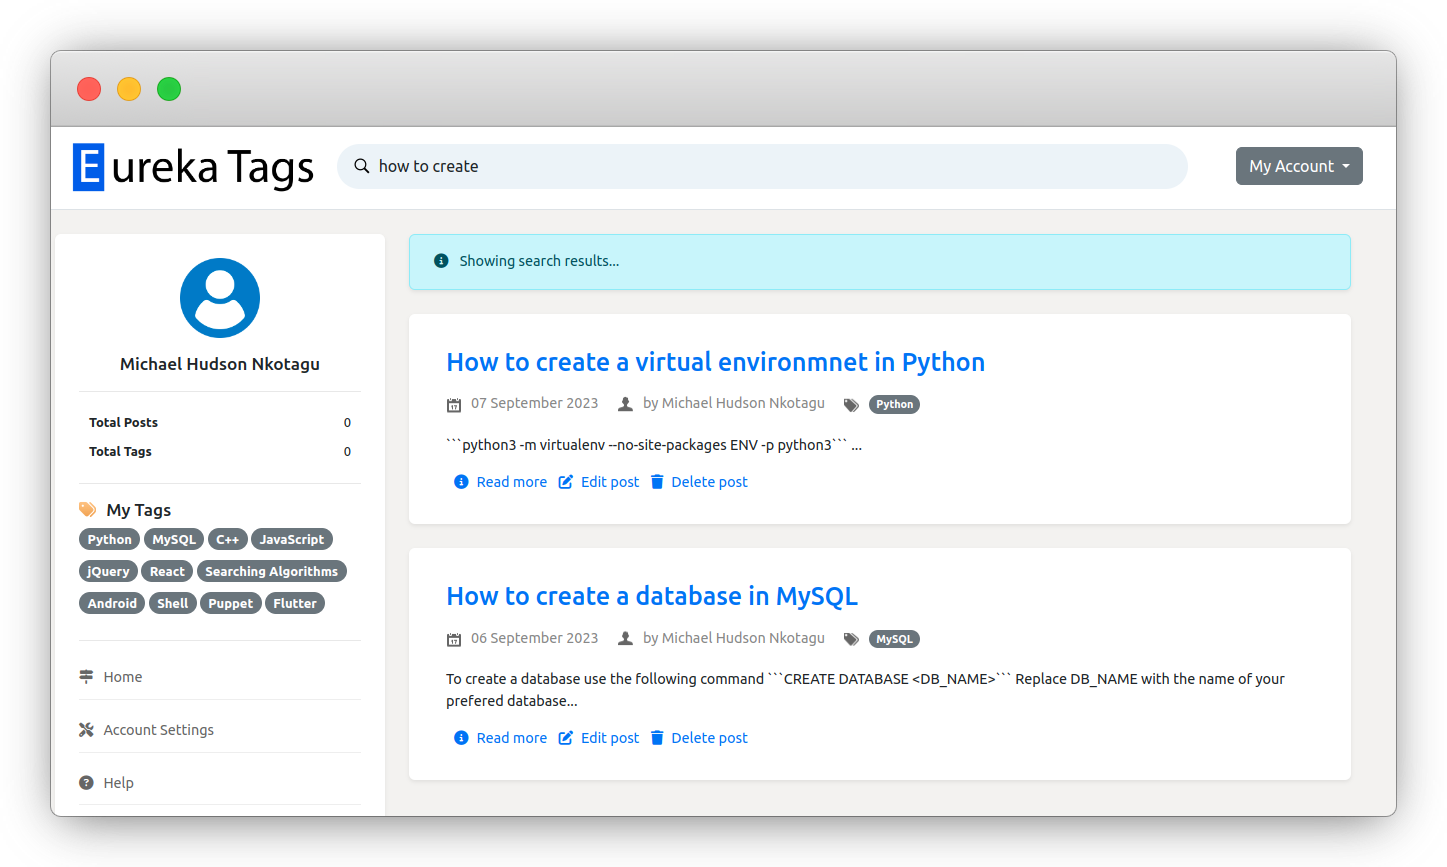 Eureka Tags
how to create
My Account
Michael Hudson Nkotagu
Total Posts 0
Total Tags 0
My Tags
Python MySQL C++ JavaScript
jQuery React Searching Algorithms
Android Shell Puppet Flutter
Home
Account Settings
Help
Showing search results...
How to create a virtual environmnet in Python
17 07 September 2023 by Michael Hudson Nkotagu Python
```python3 -m virtualenv --no-site-packages ENV -p python3``` ...
Read more Edit post Delete post
How to create a database in MySQL
17 06 September 2023 by Michael Hudson Nkotagu MySQL
To create a database use the following command ```CREATE DATABASE <DB_NAME>``` Replace DB_NAME with the name of your
prefered database...
Read more Edit post Delete post